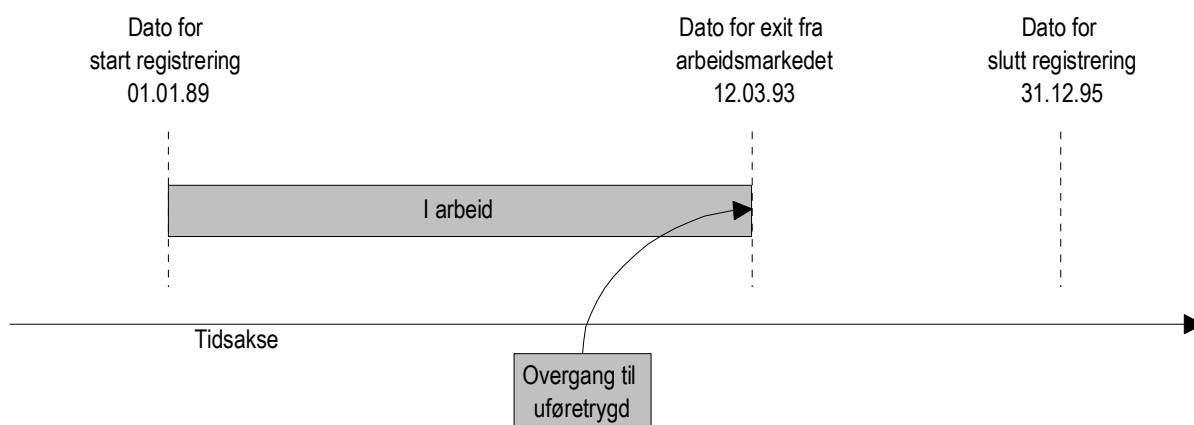 Dato for
start registrering
01.01.89
Dato for exit fra
arbeidsmarkedet
12.03.93
Dato for
slutt registrering
31.12.95
I arbeid
Tidsakse
Overgang til
uføretrygd